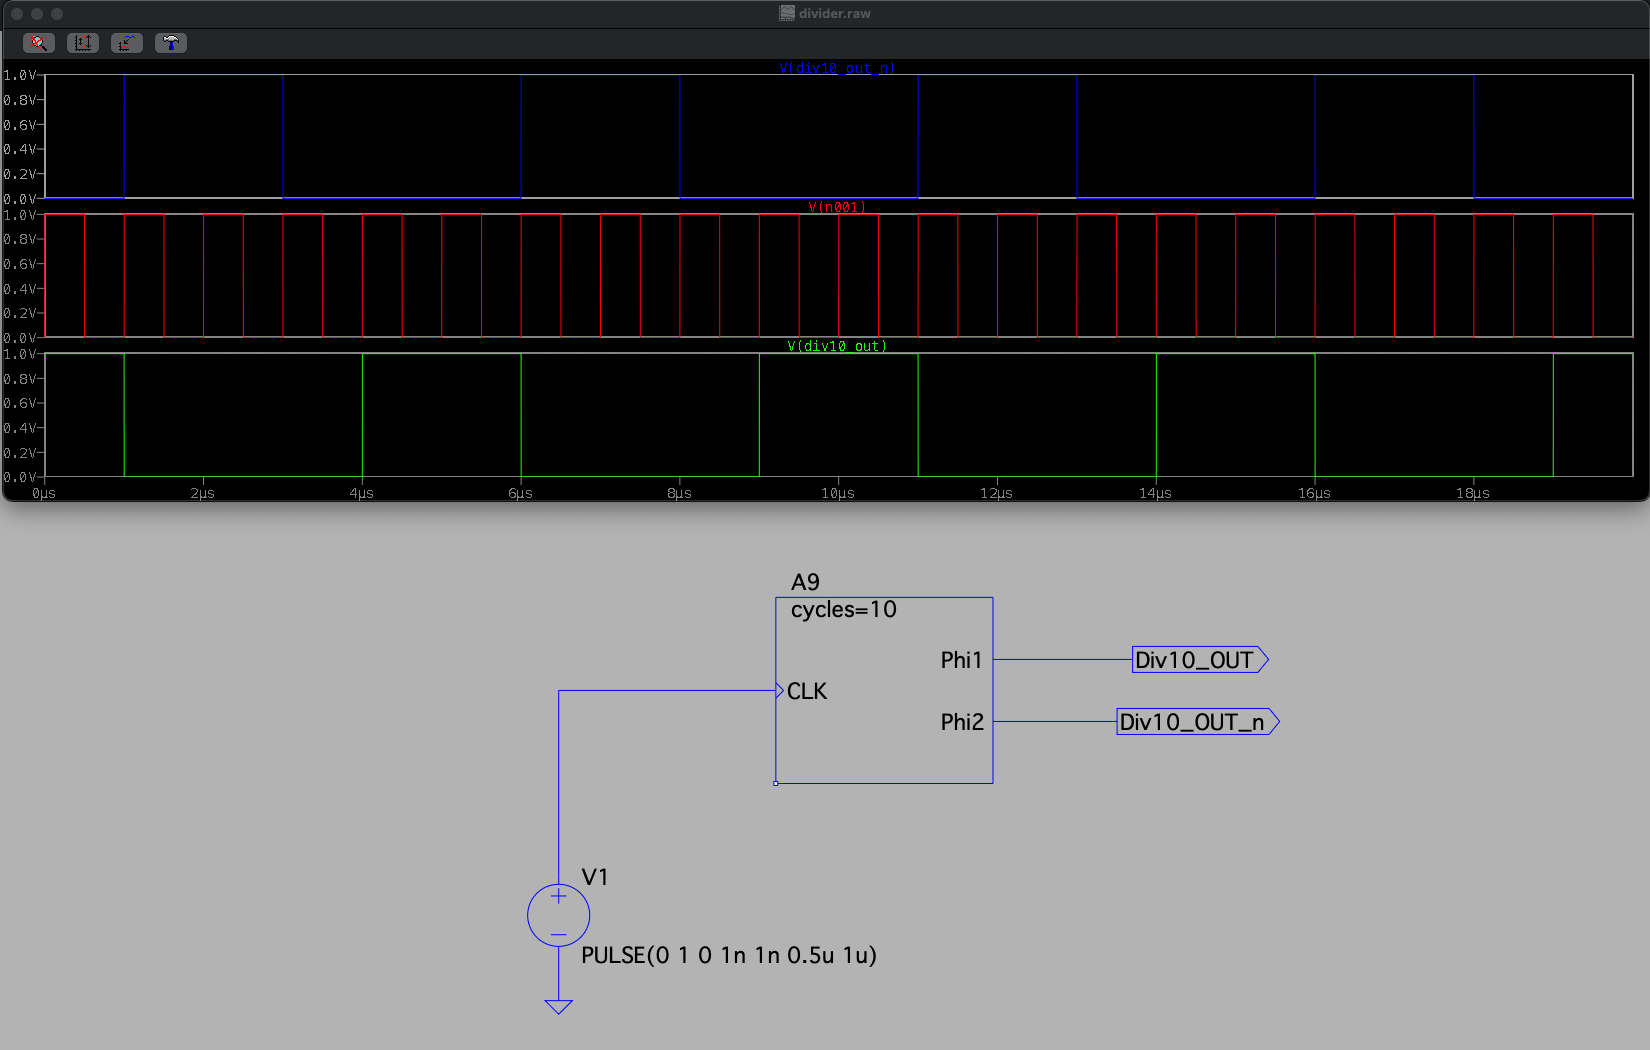 divider.raw
V(div10_out_n)
1.0V
0.8V
0.6V
0.4V
0.2V
0.0V
V(n001)
1.0V
0.8V
0.6V
0.4V
0.2V
0.0V
V(div10_out)
1.0V
0.8V
0.6V
0.4V
0.2V
0.0V
0µs 2µs 4µs 6µs 8µs 10µs 12µs 14µs 16µs 18µs
A9
cycles=10
Phi1 Div10_OUT
CLK
Phi2 Div10_OUT_n
V1
PULSE(0 1 0 1n 1n 0.5u 1u)